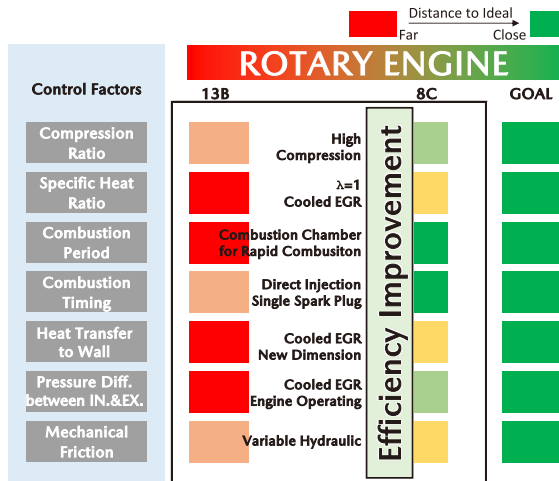 Distance to Ideal
Far
Close
ROTARY ENGINE
Control Factors
13B
8C
GOAL
Compression
Ratio
High
Compression
Specific Heat
Ratio
λ=1
Cooled EGR
Combustion
Period
Combustion Chamber
for Rapid Combusiton
Combustion
Timing
Direct Injection
Single Spark Plug
Heat Transfer
to Wall
Cooled EGR
New Dimension
Pressure Diff.
between IN.&EX.
Cooled EGR
Engine Operating
Mechanical
Friction
Variable Hydraulic
Efficiency Improvement